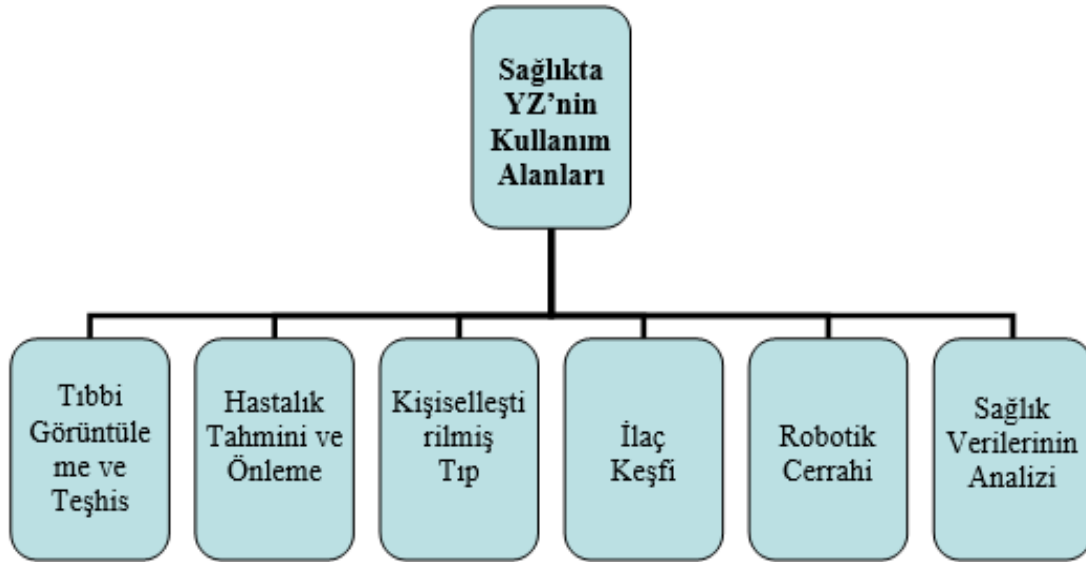 Sağlıkta
YZ’nin
Kullanım
Alanları
Tıbbi
Görüntüle
me ve
Teşhis
Hastalık
Tahmini ve
Önleme
Kişiselleşti
rilmiş
Tıp
İlaç
Keşfi
Robotik
Cerrahi
Sağlık
Verilerinin
Analizi